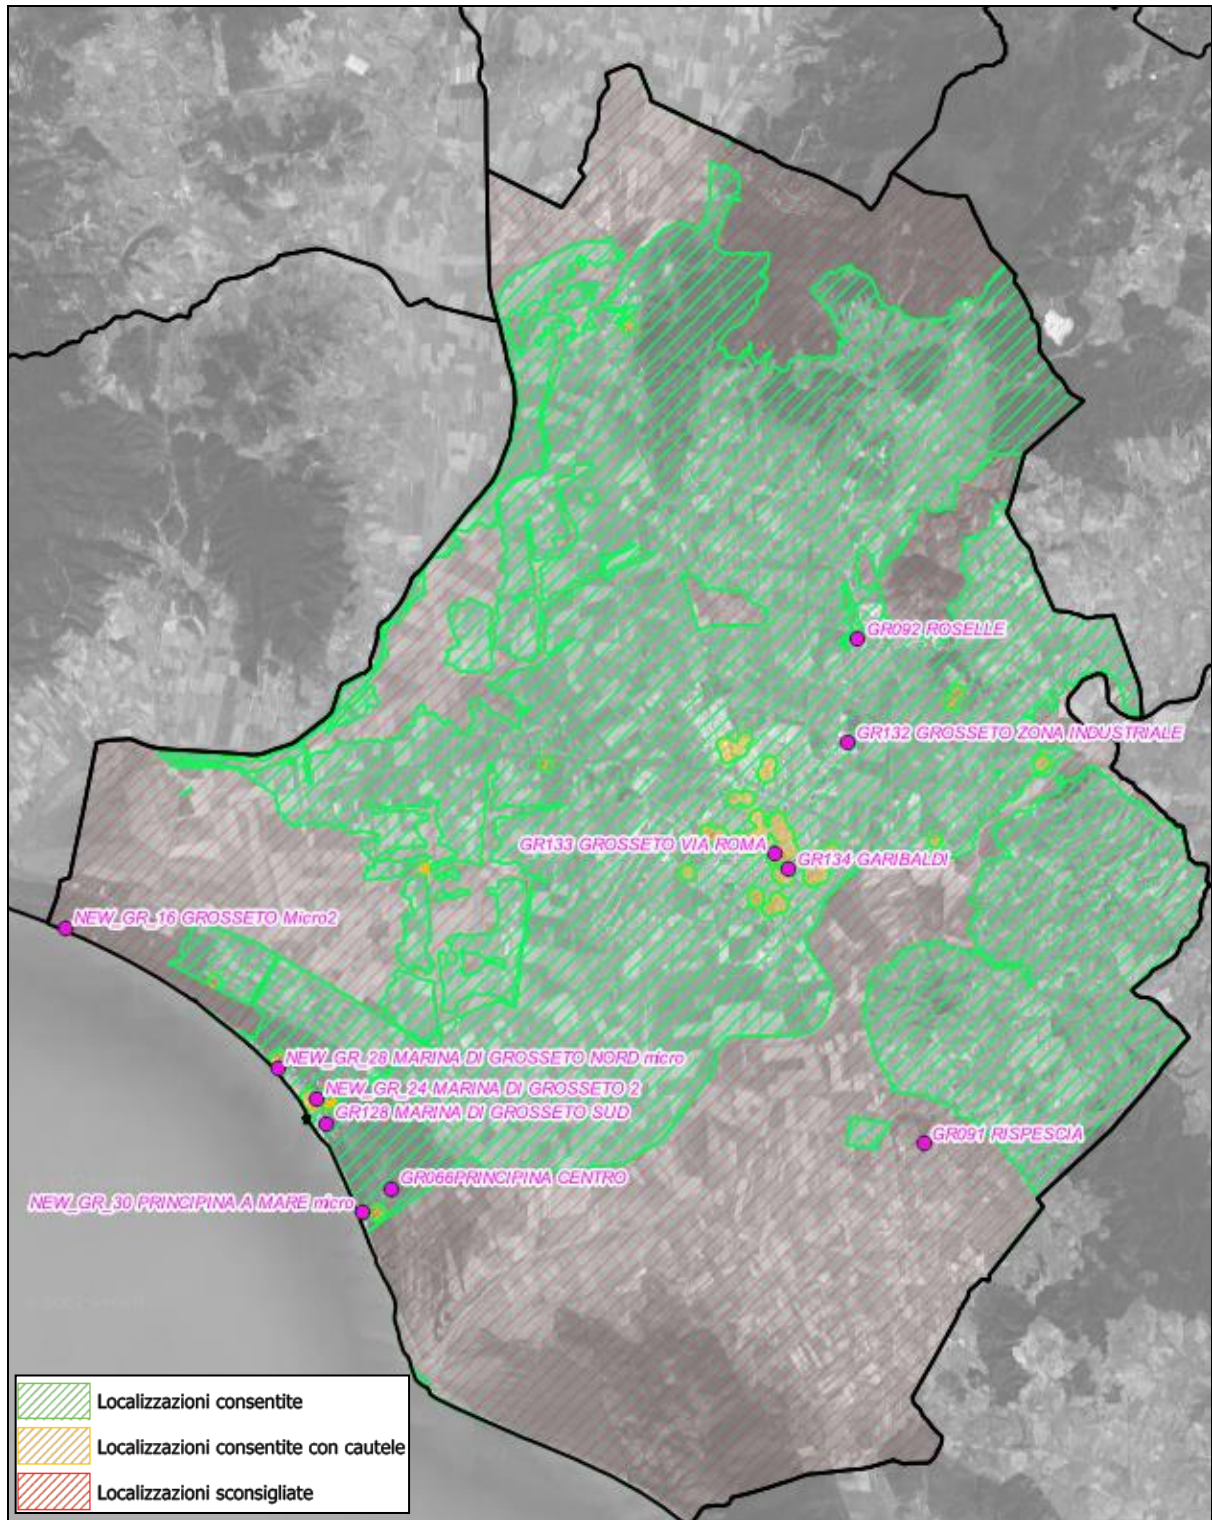 GR092 ROSELLE
GR132 GROSSETO ZONA INDUSTRIALE
GR133 GROSSETO VIA ROMA
GR134 GARIBALDI
NEW_GR_16 GROSSETO Micro2
NEW_GR_28 MARINA DI GROSSETO NORD micro
NEW_GR_24 MARINA DI GROSSETO 2
GR128 MARINA DI GROSSETO SUD
GR091 RISPESCIA
GR066PRINCIPINA CENTRO
NEW_GR_30 PRINCIPINA A MARE micro
Localizzazioni consentite
Localizzazioni consentite con cautele
Localizzazioni sconsigliate